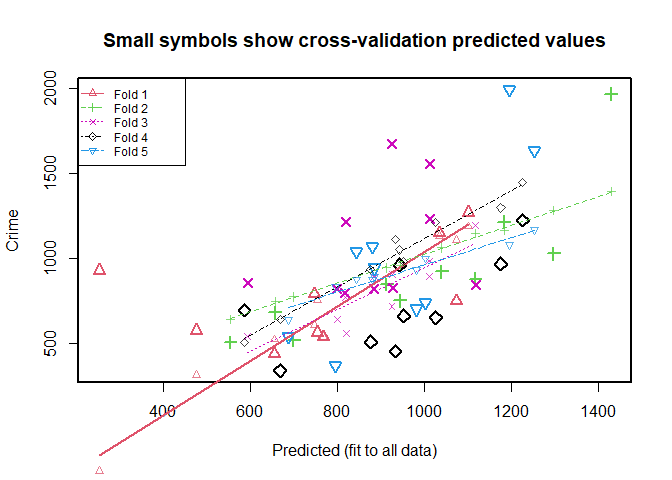 Small symbols show cross-validation predicted values
Fold 1
Fold 2
Fold 3
Fold 4
Fold 5
2000
1500
1000
500
Crime
400 600 800 1000 1200 1400
Predicted (fit to all data)